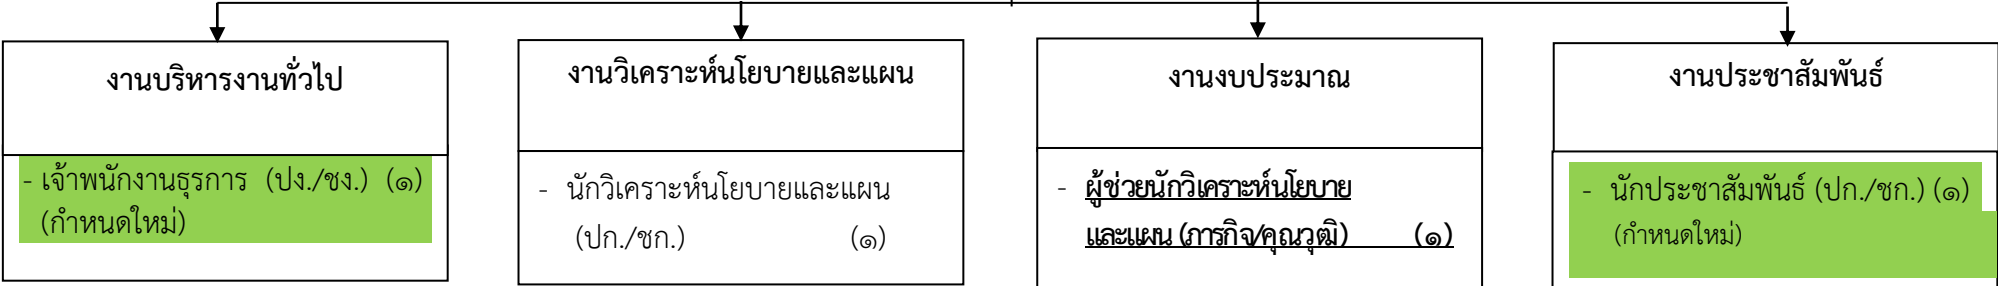 งานบริหารงานทั่วไป
- เจ้าพนักงานธุรการ (ปง./ชง.) (๑)
(กำหนดใหม่)
งานวิเคราะห์นโยบายและแผน
- นักวิเคราะห์นโยบายและแผน
(ปก./ชก.) (๑)
งานงบประมาณ
- ผู้ช่วยนักวิเคราะห์นโยบาย
และแผน (ภารกิจ/คุณวุฒิ) (๑)
งานประชาสัมพันธ์
- นักประชาสัมพันธ์ (ปก./ชก.) (๑)
(กำหนดใหม่)